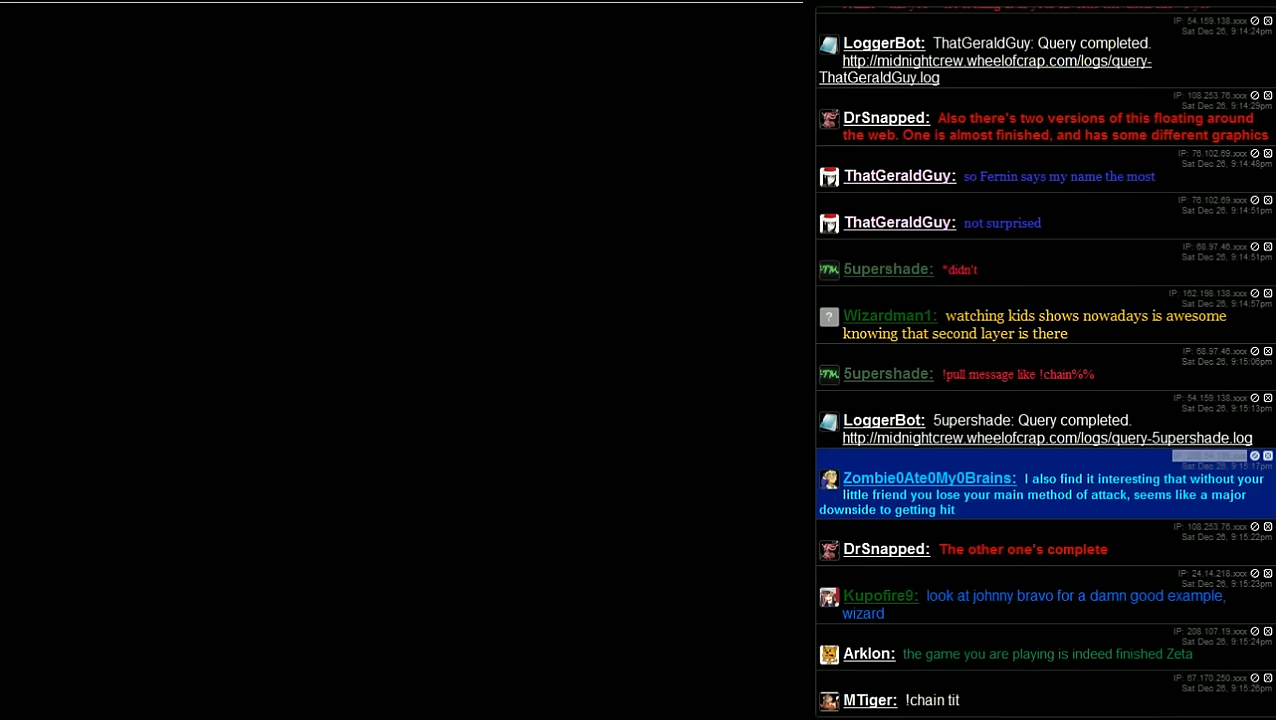 IP: 54.159.138.xxx
Sat Dec 26, 9:14:24pm
LoggerBot: ThatGeraldGuy: Query completed.
http://midnightcrew.wheelofcrap.com/logs/query-
ThatGeraldGuy.log
IP: 108.253.76.xxx
Sat Dec 26, 9:14:29pm
DrSnapped: Also there's two versions of this floating around
the web. One is almost finished, and has some different graphics
IP: 76.102.69.xxx
Sat Dec 26, 9:14:48pm
ThatGeraldGuy: so Fernin says my name the most
IP: 76.102.69.xxx
Sat Dec 26, 9:14:51pm
ThatGeraldGuy: not surprised
IP: 68.97.46.xxx
Sat Dec 26, 9:14:51pm
5upershade: *didn't
IP: 162.198.138.xxx
Sat Dec 26, 9:14:57pm
Wizardman1: watching kids shows nowadays is awesome
knowing that second layer is there
IP: 68.97.46.xxx
Sat Dec 26, 9:15:06pm
5upershade: !pull message like !chain%%
IP: 54.159.138.xxx
Sat Dec 26, 9:15:13pm
LoggerBot: 5upershade: Query completed.
http://midnightcrew.wheelofcrap.com/logs/query-5upershade.log
Sat Dec 26, 9:15:17pm
Zombie0Ate0My0Brains: I also find it interesting that without your
little friend you lose your main method of attack, seems like a major
downside to getting hit
IP: 108.253.76.xxx
Sat Dec 26, 9:15:22pm
DrSnapped: The other one's complete
IP: 24.14.218.xxx
Sat Dec 26, 9:15:23pm
Kupofire9: look at johnny bravo for a damn good example,
wizard
IP: 208.107.19.xxx
Sat Dec 26, 9:15:24pm
Arklon: the game you are playing is indeed finished Zeta
IP: 67.170.250.xxx
Sat Dec 26, 9:15:26pm
MTiger: !chain tit